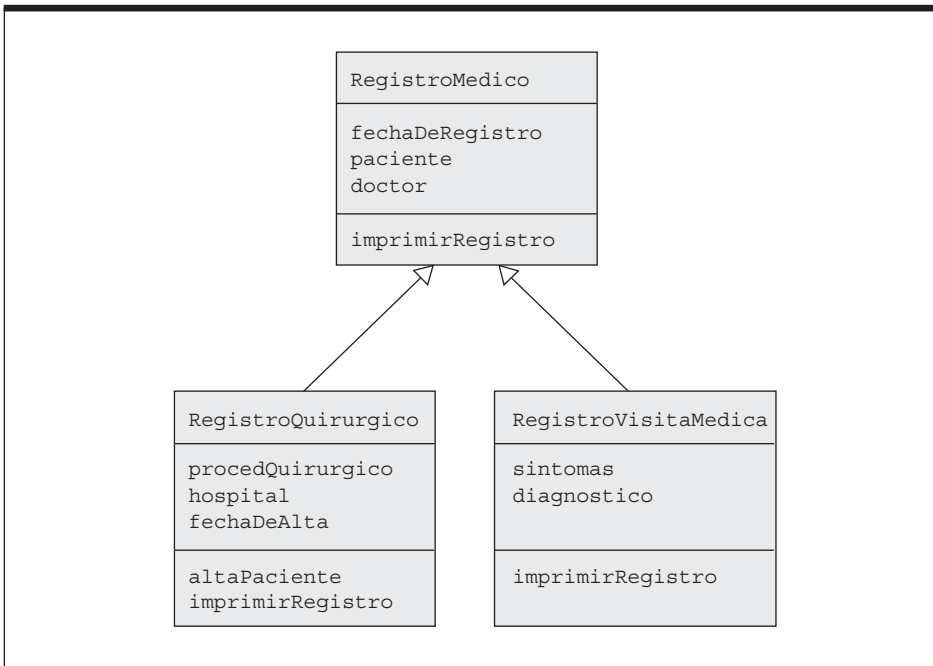 RegistroMedico
fechaDeRegistro
paciente
doctor
imprimirRegistro
RegistroQuirurgico
procedQuirurgico
hospital
fechaDeAlta
altaPaciente
imprimirRegistro
RegistroVisitaMedica
sintomas
diagnostico
imprimirRegistro